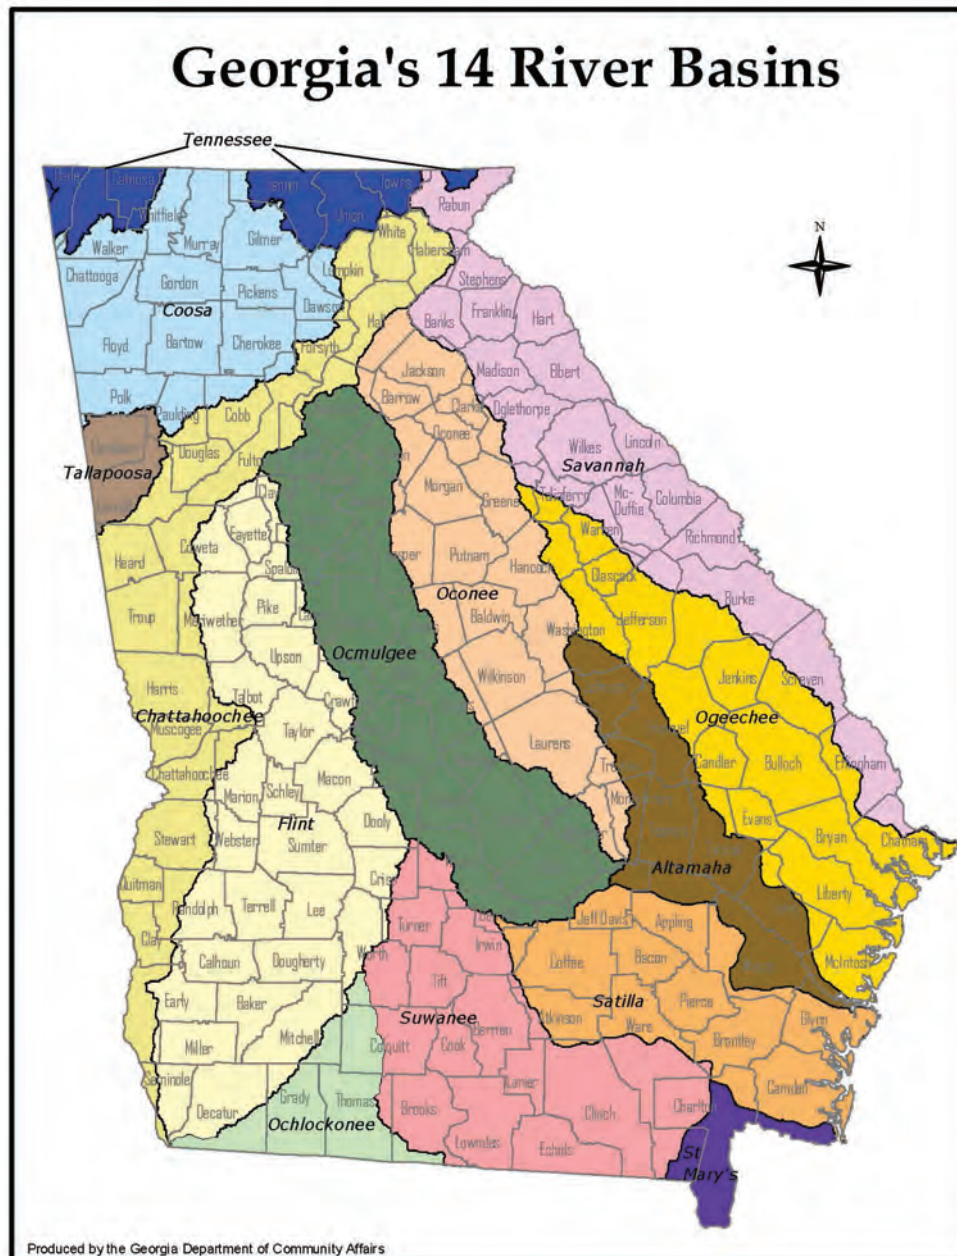 Georgia's 14 River Basins
Tennessee
Towns
Union
Rabun
N
Whitfield
White
Walker
Murray
Gilmer
Habersham
Lumpkin
Chattooga
Gordon
Pickens
Stephens
Coosa
Dawson
Banks
Franklin
Hart
Floyd
Bartow
Cherokee
Forsyth
Hall
Jackson
Madison
Elbert
Polk
Paulding
Cobb
Barrow
Clarke
Oglethorpe
Oconee
Douglas
Wilkes
Lincoln
Tallapoosa
Savannah
Morgan
Greene
Taliaferro
Mc-
Duffie
Columbia
Warren
Richmond
Heard
Coweta
Fayette
Putnam
Hancock
Glascock
Oconee
Burke
Troup
Meriwether
Pike
Baldwin
Washington
Jefferson
Upson
Ocmulgee
Wilkinson
Jenkins
Screven
Harris
Talbot
Chattahoochee
Muscogee
Taylor
Ogeechee
Laurens
Candler
Bulloch
Effingham
Chattahoochee
Macon
Marion
Schley
Dooly
Flint
Stewart
Webster
Sumter
Evans
Bryan
Chatham
Altamaha
Quitman
Randolph
Terrell
Lee
Liberty
Clay
Turner
Jeff Davis
Appling
Irwin
Calhoun
Dougherty
Worth
Coffee
Bacon
McIntosh
Tift
Early
Baker
Satilla
Pierce
Suwanee
Atkinson
Ware
Glynn
Miller
Mitchell
Colquitt
Cook
Berrien
Brantley
Seminole
Lanier
Camden
Decatur
Grady
Thomas
Brooks
Clinch
Charlton
Ochlockonee
Lowndes
Echols
St
Mary's
Produced by the Georgia Department of Community Affairs